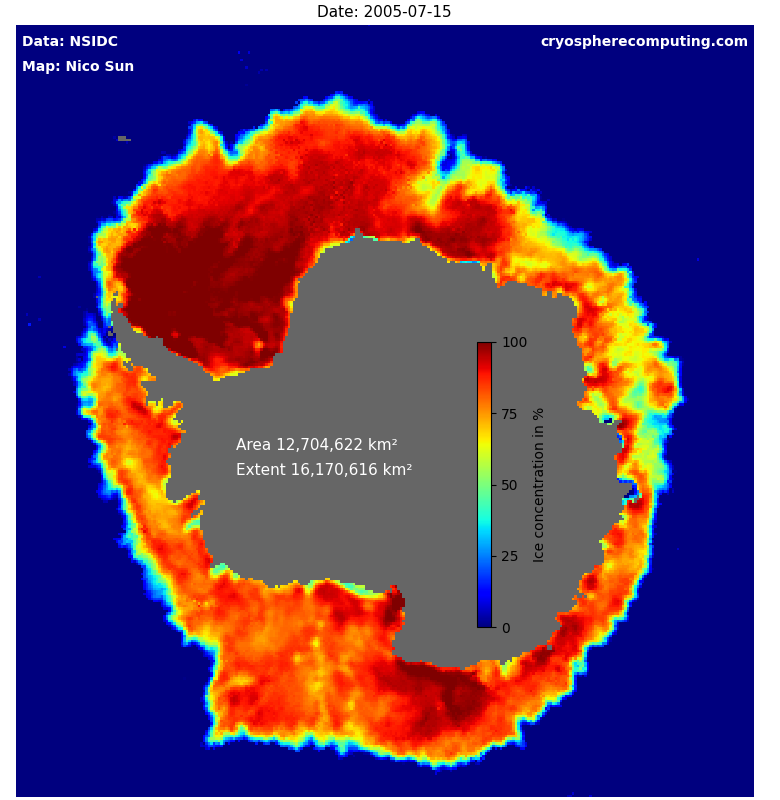 Date: 2005-07-15
Data: NSIDC
cryospherecomputing.com
Map: Nico Sun
100
75
50
25
0
Ice concentration in %
Area 12,704,622 km²
Extent 16,170,616 km²